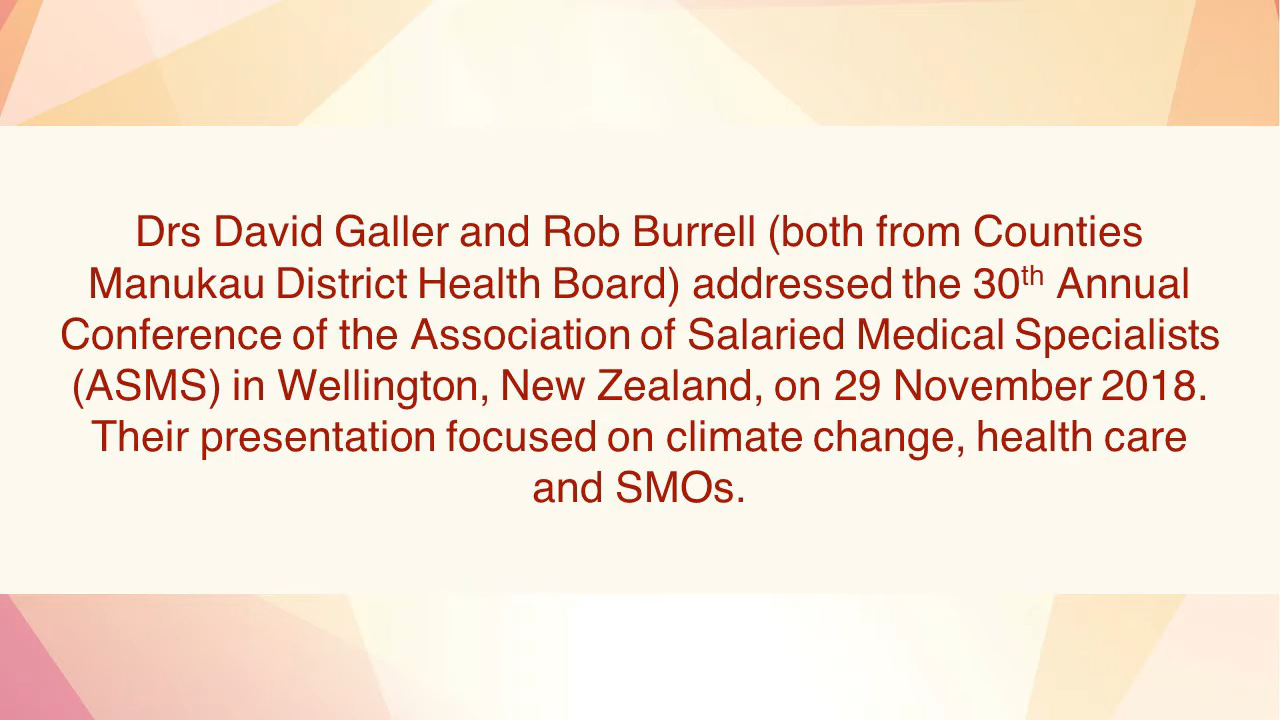 Drs David Galler and Rob Burrell (both from Counties
Manukau District Health Board) addressed the 30th Annual
Conference of the Association of Salaried Medical Specialists
(ASMS) in Wellington, New Zealand, on 29 November 2018.
Their presentation focused on climate change, health care
and SMOs.